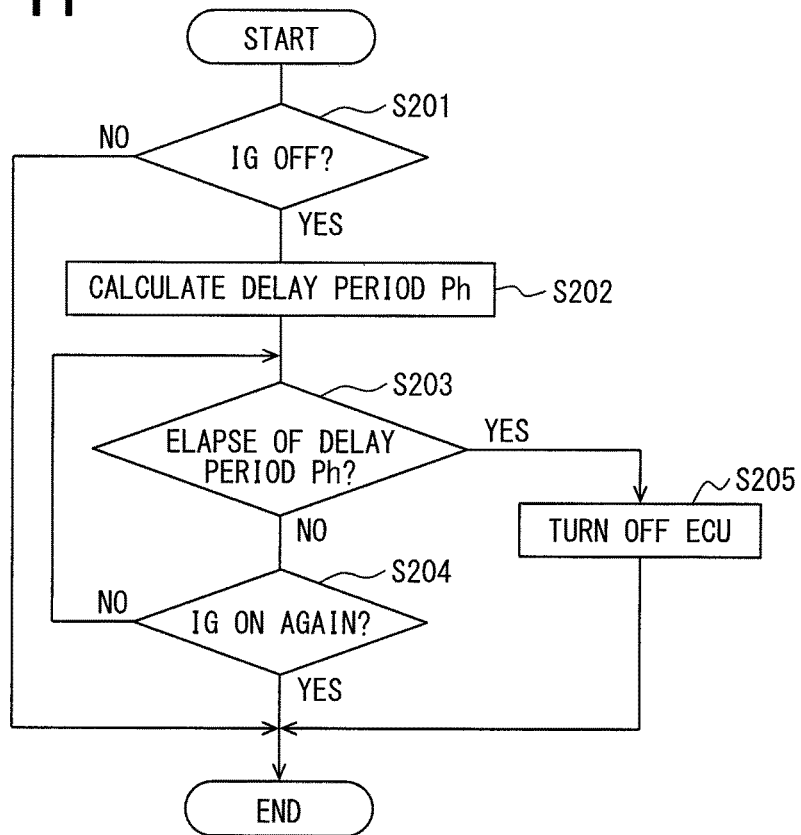 START
S201
NO
IG OFF?
YES
CALCULATE DELAY PERIOD Ph
S202
S203
ELAPSE OF DELAY
PERIOD Ph?
YES
S205
NO
TURN OFF ECU
S204
NO
IG ON AGAIN?
YES
END